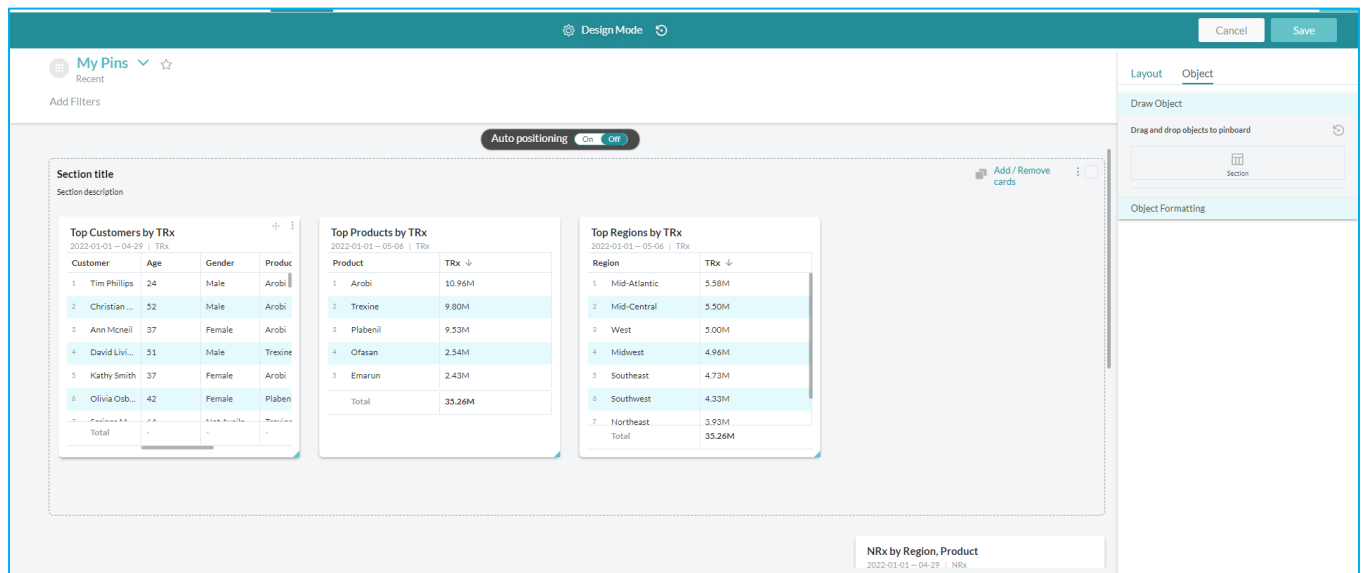 Design Mode
Cancel
Save
My Pins
Recent
Add Filters
Layout Object
Draw Object
Drag and drop objects to pinboard
Section
Object Formatting
Auto positioning On Off
Section title
Section description
Add / Remove
cards
Top Customers by TRx
2022-01-01 — 04-29 | TRx
Customer Age Gender Produc
1 Tim Phillips 24 Male Arobi
2 Christian ... 52 Male Arobi
3 Ann Mcneil 37 Female Arobi
4 David Livi... 51 Male Trexine
5 Kathy Smith 37 Female Arobi
6 Olivia Osb... 42 Female Plaben
Total - - -
Top Products by TRx
2022-01-01 — 05-06 | TRx
Product TRx
1 Arobi 10.96M
2 Trexine 9.80M
3 Plabenil 9.53M
4 Ofasan 2.54M
5 Emarun 2.43M
Total 35.26M
Top Regions by TRx
2022-01-01 — 05-06 | TRx
Region TRx
1 Mid-Atlantic 5.58M
2 Mid-Central 5.50M
3 West 5.00M
4 Midwest 4.96M
5 Southeast 4.73M
6 Southwest 4.33M
7 Northeast 3.93M
Total 35.26M
NRx by Region, Product
2022-01-01 — 04-29 | NRx